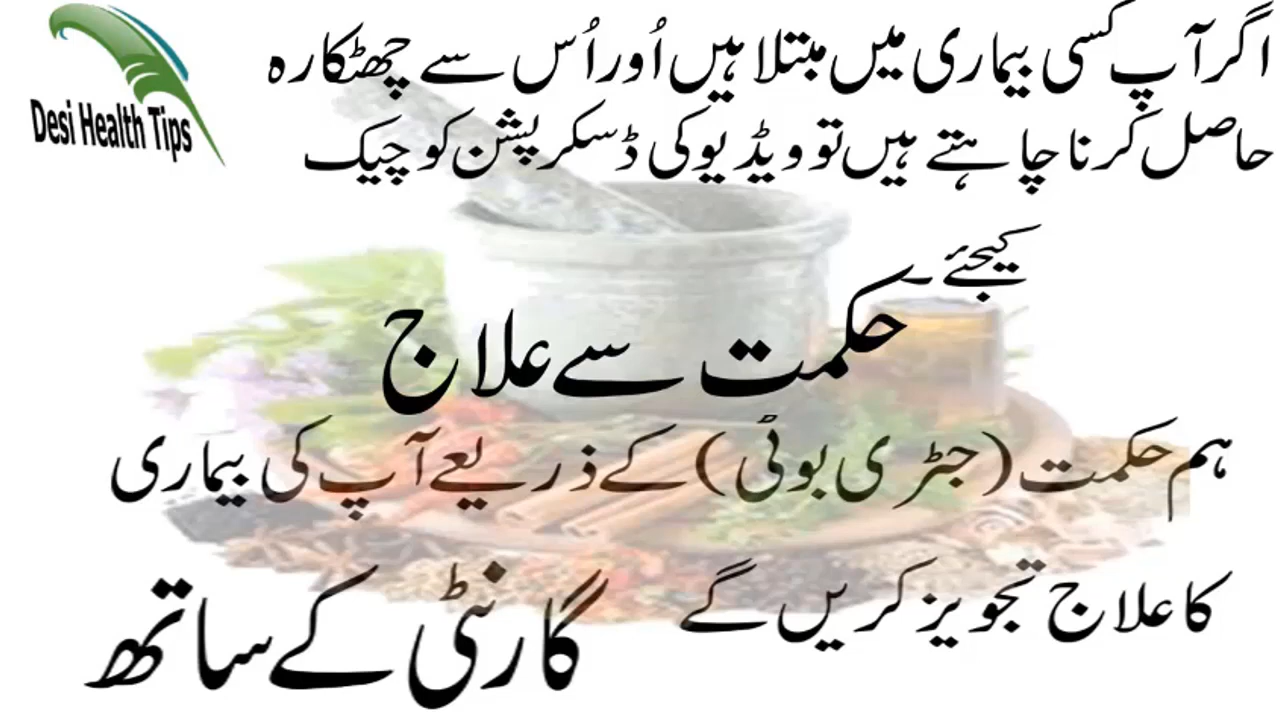 Desi Health Tips
اگر آپ کسی بیماری میں مبتلا ہیں اُور اُس سے چھٹکارہ
حاصل کرنا چاہتے ہیں تو ویڈیو کی ڈسکرپشن کو چیک
کیجئے ۔
حکمت سے علاج
ہم حکمت (جٹری بوٹی) کے ذریعے آپ کی بیماری
کا علاج تجویز کریں گے
گارنٹی کے ساتھ